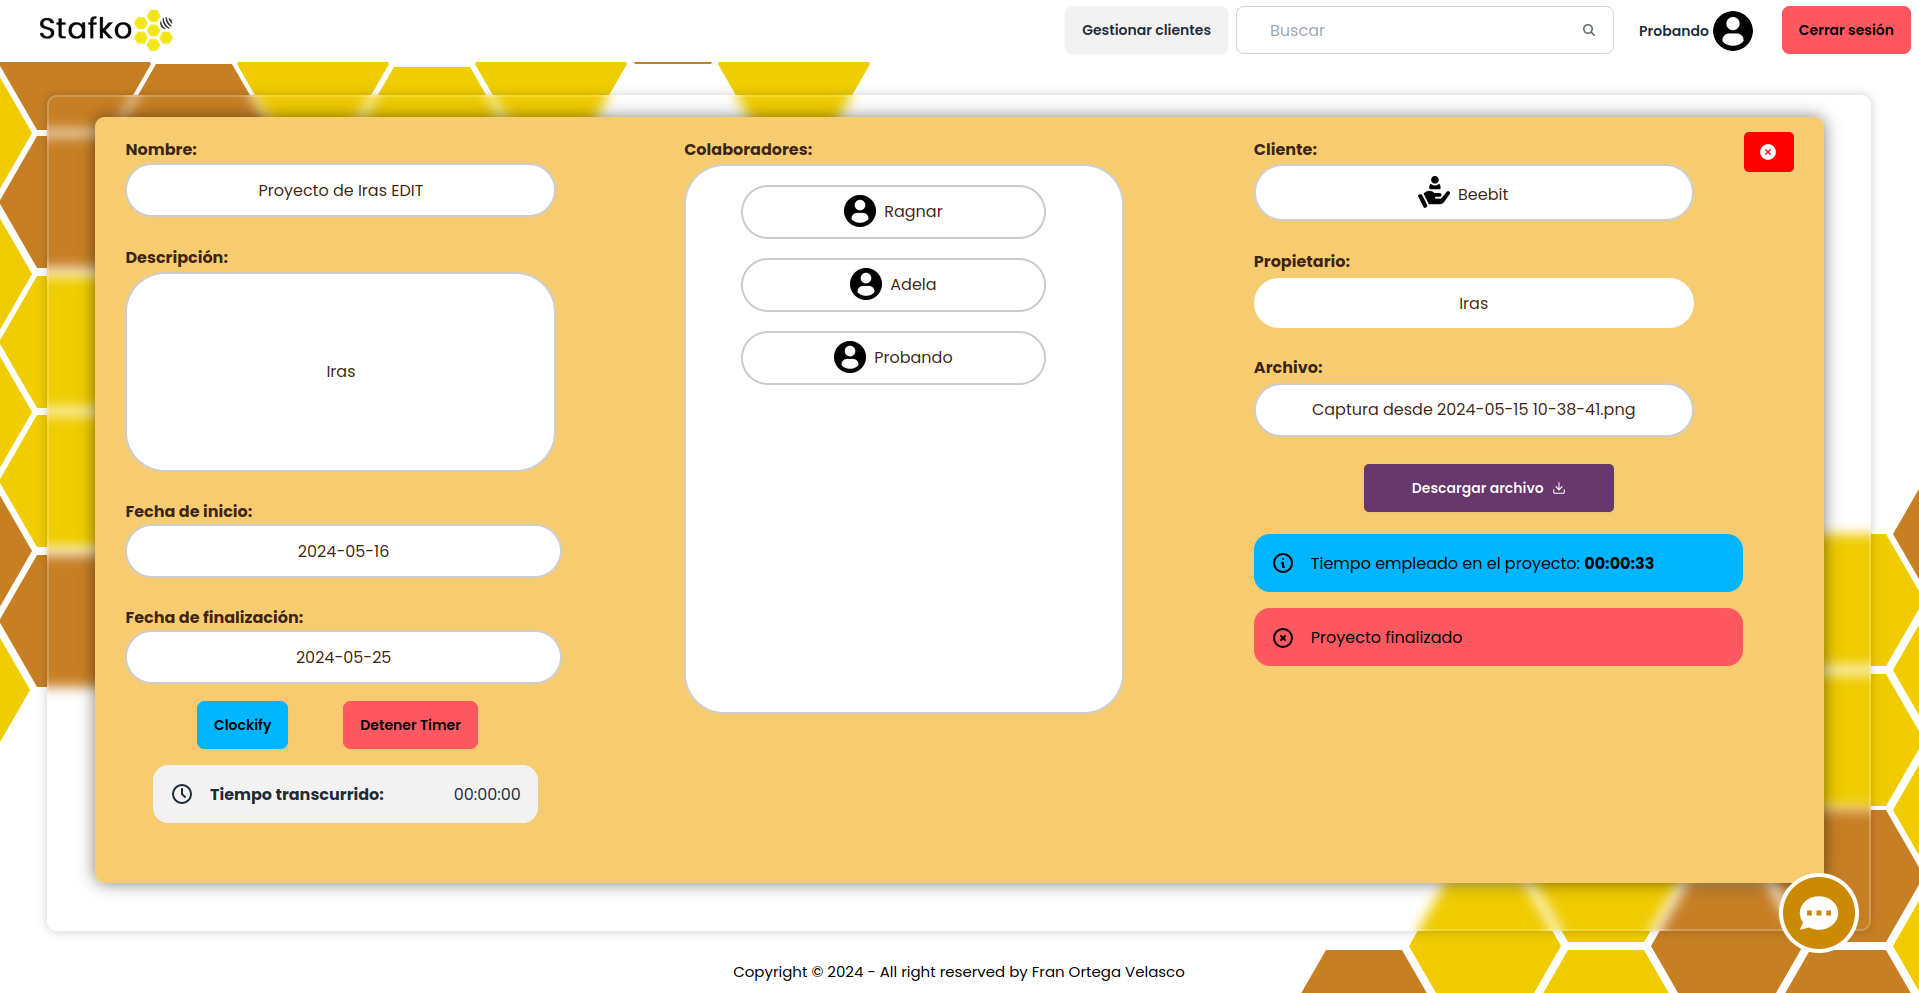 Stafko
Gestionar clientes
Buscar
Probando
Cerrar sesión
Nombre:
Proyecto de Iras EDIT
Descripción:
Iras
Fecha de inicio:
2024-05-16
Fecha de finalización:
2024-05-25
Clockify
Detener Timer
Tiempo transcurrido: 00:00:00
Colaboradores:
Ragnar
Adela
Probando
Cliente:
Beebit
Propietario:
Iras
Archivo:
Captura desde 2024-05-15 10-38-41.png
Descargar archivo
Tiempo empleado en el proyecto: 00:00:33
Proyecto finalizado
Copyright © 2024 - All right reserved by Fran Ortega Velasco